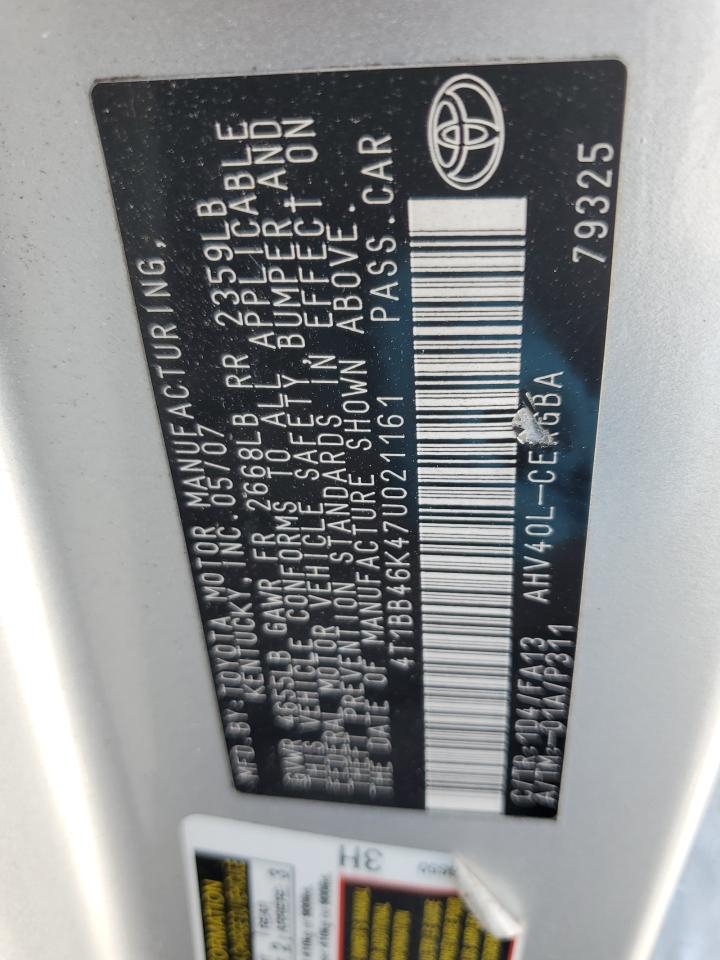 MFD.BY:TOYOTA MOTOR MANUFACTURING,
KENTUCKY, INC. 05/07
GVWR 4655LB GAWR FR 2668LB RR 2359LB
THIS VEHICLE CONFORMS TO ALL APPLICABLE
FEDERAL MOTOR VEHICLE SAFETY, BUMPER, AND
THEFT PREVENTION STANDARDS IN EFFECT ON
THE DATE OF MANUFACTURE SHOWN ABOVE.
4T1BB46K47U021161 PASS.CAR
C/TR:1D4/FA13 AHV40L-CE GBA
A/TM:-01A/P311 79325
3H